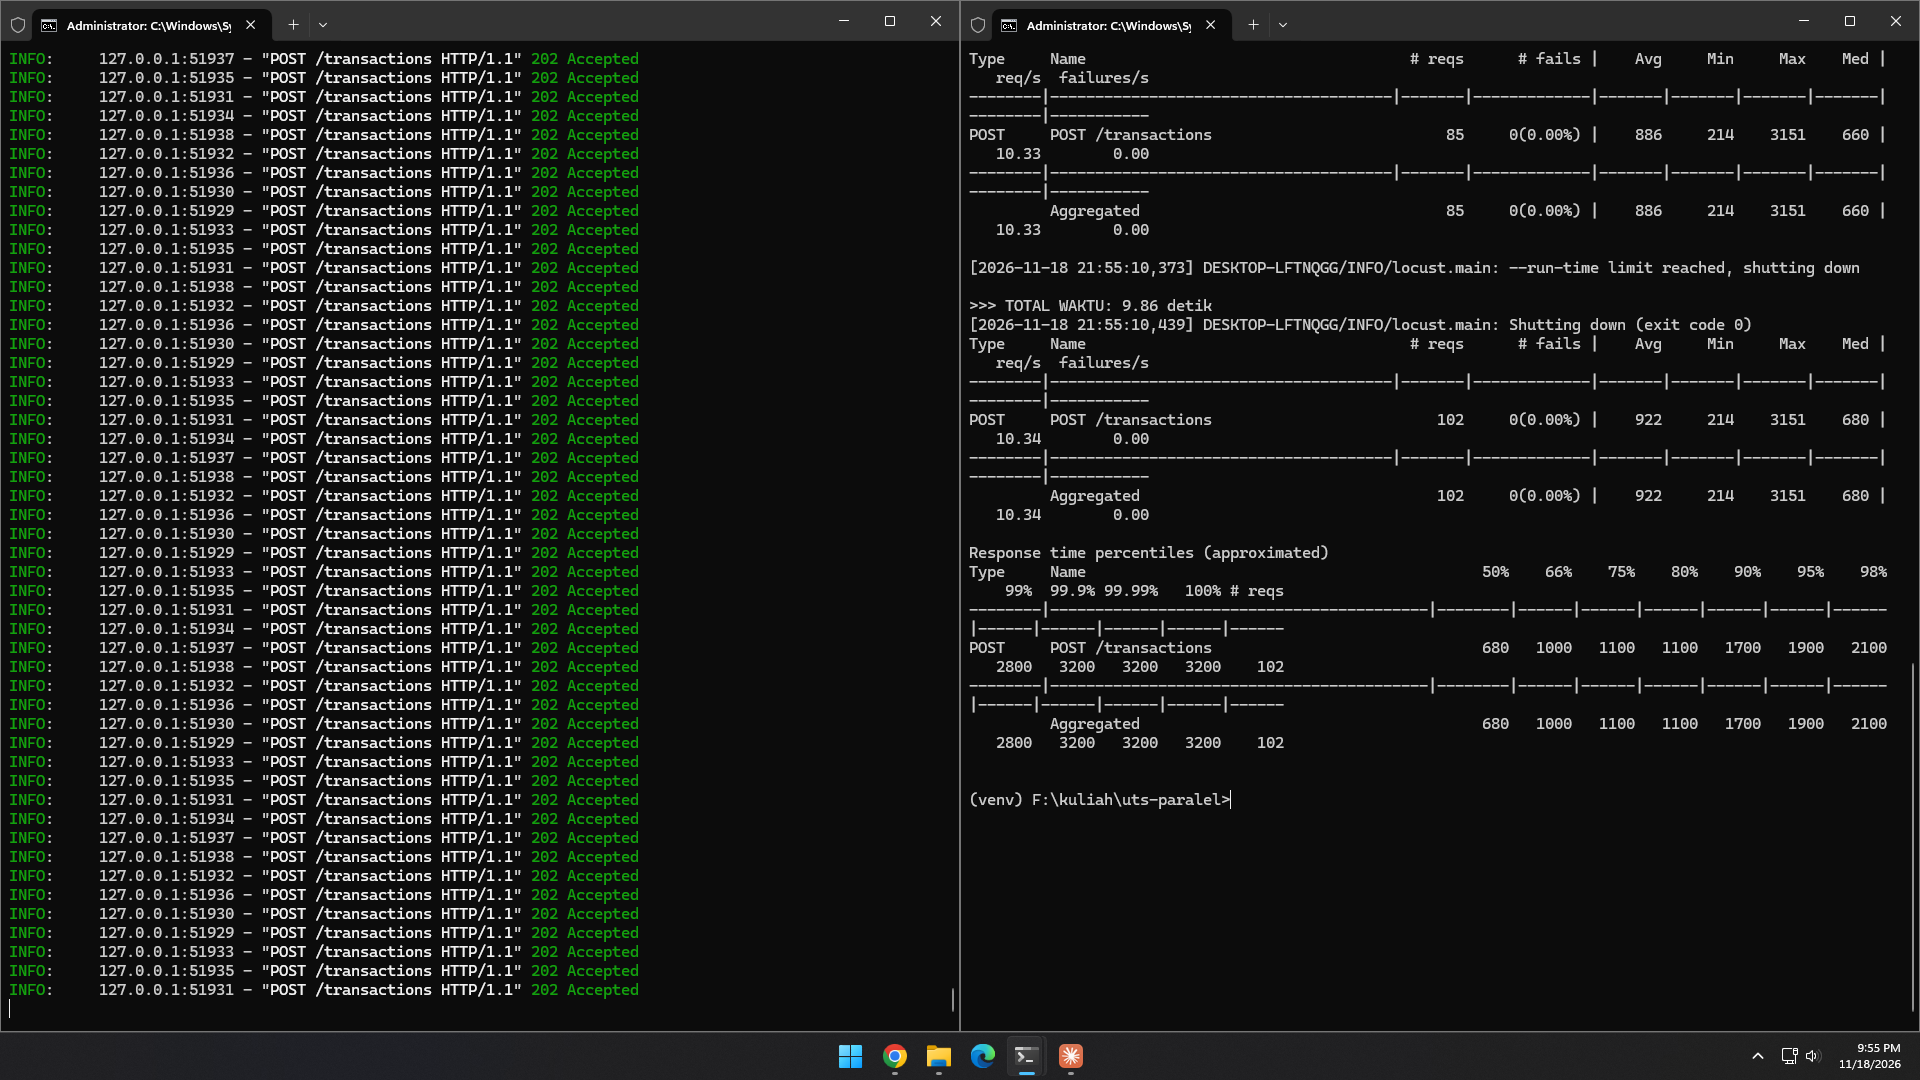 Administrator: C:\Windows\Sy
INFO: 127.0.0.1:51937 - "POST /transactions HTTP/1.1" 202 Accepted
INFO: 127.0.0.1:51935 - "POST /transactions HTTP/1.1" 202 Accepted
INFO: 127.0.0.1:51931 - "POST /transactions HTTP/1.1" 202 Accepted
INFO: 127.0.0.1:51934 - "POST /transactions HTTP/1.1" 202 Accepted
INFO: 127.0.0.1:51938 - "POST /transactions HTTP/1.1" 202 Accepted
INFO: 127.0.0.1:51932 - "POST /transactions HTTP/1.1" 202 Accepted
INFO: 127.0.0.1:51936 - "POST /transactions HTTP/1.1" 202 Accepted
INFO: 127.0.0.1:51930 - "POST /transactions HTTP/1.1" 202 Accepted
INFO: 127.0.0.1:51929 - "POST /transactions HTTP/1.1" 202 Accepted
INFO: 127.0.0.1:51933 - "POST /transactions HTTP/1.1" 202 Accepted
INFO: 127.0.0.1:51935 - "POST /transactions HTTP/1.1" 202 Accepted
INFO: 127.0.0.1:51931 - "POST /transactions HTTP/1.1" 202 Accepted
INFO: 127.0.0.1:51938 - "POST /transactions HTTP/1.1" 202 Accepted
INFO: 127.0.0.1:51932 - "POST /transactions HTTP/1.1" 202 Accepted
INFO: 127.0.0.1:51936 - "POST /transactions HTTP/1.1" 202 Accepted
INFO: 127.0.0.1:51930 - "POST /transactions HTTP/1.1" 202 Accepted
INFO: 127.0.0.1:51929 - "POST /transactions HTTP/1.1" 202 Accepted
INFO: 127.0.0.1:51933 - "POST /transactions HTTP/1.1" 202 Accepted
INFO: 127.0.0.1:51935 - "POST /transactions HTTP/1.1" 202 Accepted
INFO: 127.0.0.1:51931 - "POST /transactions HTTP/1.1" 202 Accepted
INFO: 127.0.0.1:51934 - "POST /transactions HTTP/1.1" 202 Accepted
INFO: 127.0.0.1:51937 - "POST /transactions HTTP/1.1" 202 Accepted
INFO: 127.0.0.1:51938 - "POST /transactions HTTP/1.1" 202 Accepted
INFO: 127.0.0.1:51932 - "POST /transactions HTTP/1.1" 202 Accepted
INFO: 127.0.0.1:51936 - "POST /transactions HTTP/1.1" 202 Accepted
INFO: 127.0.0.1:51930 - "POST /transactions HTTP/1.1" 202 Accepted
INFO: 127.0.0.1:51929 - "POST /transactions HTTP/1.1" 202 Accepted
INFO: 127.0.0.1:51933 - "POST /transactions HTTP/1.1" 202 Accepted
INFO: 127.0.0.1:51935 - "POST /transactions HTTP/1.1" 202 Accepted
INFO: 127.0.0.1:51931 - "POST /transactions HTTP/1.1" 202 Accepted
INFO: 127.0.0.1:51934 - "POST /transactions HTTP/1.1" 202 Accepted
INFO: 127.0.0.1:51937 - "POST /transactions HTTP/1.1" 202 Accepted
INFO: 127.0.0.1:51938 - "POST /transactions HTTP/1.1" 202 Accepted
INFO: 127.0.0.1:51932 - "POST /transactions HTTP/1.1" 202 Accepted
INFO: 127.0.0.1:51936 - "POST /transactions HTTP/1.1" 202 Accepted
INFO: 127.0.0.1:51930 - "POST /transactions HTTP/1.1" 202 Accepted
INFO: 127.0.0.1:51929 - "POST /transactions HTTP/1.1" 202 Accepted
INFO: 127.0.0.1:51933 - "POST /transactions HTTP/1.1" 202 Accepted
INFO: 127.0.0.1:51935 - "POST /transactions HTTP/1.1" 202 Accepted
INFO: 127.0.0.1:51931 - "POST /transactions HTTP/1.1" 202 Accepted
INFO: 127.0.0.1:51934 - "POST /transactions HTTP/1.1" 202 Accepted
INFO: 127.0.0.1:51937 - "POST /transactions HTTP/1.1" 202 Accepted
INFO: 127.0.0.1:51938 - "POST /transactions HTTP/1.1" 202 Accepted
INFO: 127.0.0.1:51932 - "POST /transactions HTTP/1.1" 202 Accepted
INFO: 127.0.0.1:51936 - "POST /transactions HTTP/1.1" 202 Accepted
INFO: 127.0.0.1:51930 - "POST /transactions HTTP/1.1" 202 Accepted
INFO: 127.0.0.1:51929 - "POST /transactions HTTP/1.1" 202 Accepted
INFO: 127.0.0.1:51933 - "POST /transactions HTTP/1.1" 202 Accepted
INFO: 127.0.0.1:51935 - "POST /transactions HTTP/1.1" 202 Accepted
INFO: 127.0.0.1:51931 - "POST /transactions HTTP/1.1" 202 Accepted
Administrator: C:\Windows\Sy
Type Name # reqs # fails | Avg Min Max Med |
req/s failures/s
--------|--------------------------------------|-------|-------------|-------|-------|-------|-------|
--------|-----------
POST POST /transactions 85 0(0.00%) | 886 214 3151 660 |
10.33 0.00
--------|--------------------------------------|-------|-------------|-------|-------|-------|-------|
--------|-----------
Aggregated 85 0(0.00%) | 886 214 3151 660 |
10.33 0.00
[2026-11-18 21:55:10,373] DESKTOP-LFTNQGG/INFO/locust.main: --run-time limit reached, shutting down
>>> TOTAL WAKTU: 9.86 detik
[2026-11-18 21:55:10,439] DESKTOP-LFTNQGG/INFO/locust.main: Shutting down (exit code 0)
Type Name # reqs # fails | Avg Min Max Med |
req/s failures/s
--------|--------------------------------------|-------|-------------|-------|-------|-------|-------|
--------|-----------
POST POST /transactions 102 0(0.00%) | 922 214 3151 680 |
10.34 0.00
--------|--------------------------------------|-------|-------------|-------|-------|-------|-------|
--------|-----------
Aggregated 102 0(0.00%) | 922 214 3151 680 |
10.34 0.00
Response time percentiles (approximated)
Type Name 50% 66% 75% 80% 90% 95% 98%
99% 99.9% 99.99% 100% # reqs
--------|------------------------------------------|--------|------|------|------|------|------|------
|------|------|------|------|------
POST POST /transactions 680 1000 1100 1100 1700 1900 2100
2800 3200 3200 3200 102
--------|------------------------------------------|--------|------|------|------|------|------|------
|------|------|------|------|------
Aggregated 680 1000 1100 1100 1700 1900 2100
2800 3200 3200 3200 102
(venv) F:\kuliah\uts-paralel>
9:55 PM
11/18/2026